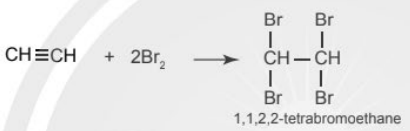 Br Br
CH≡CH + 2Br₂ → CH – CH
Br Br
1,1,2,2-tetrabromoethane